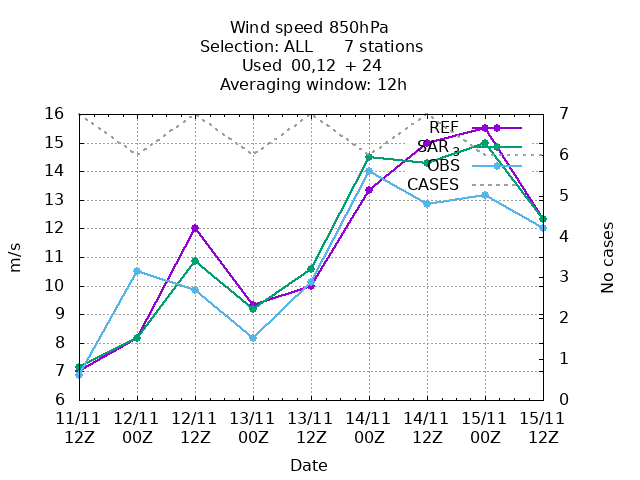 Wind speed 850hPa
Selection: ALL 7 stations
Used 00,12 + 24
Averaging window: 12h
16
15
14
13
12
11
10
9
8
7
6
m/s
7
6
5
4
3
2
1
0
No cases
REF
SAR 3
OBS
CASES
11/11 12/11 12/11 13/11 13/11 14/11 14/11 15/11 15/11
12Z 00Z 12Z 00Z 12Z 00Z 12Z 00Z 12Z
Date